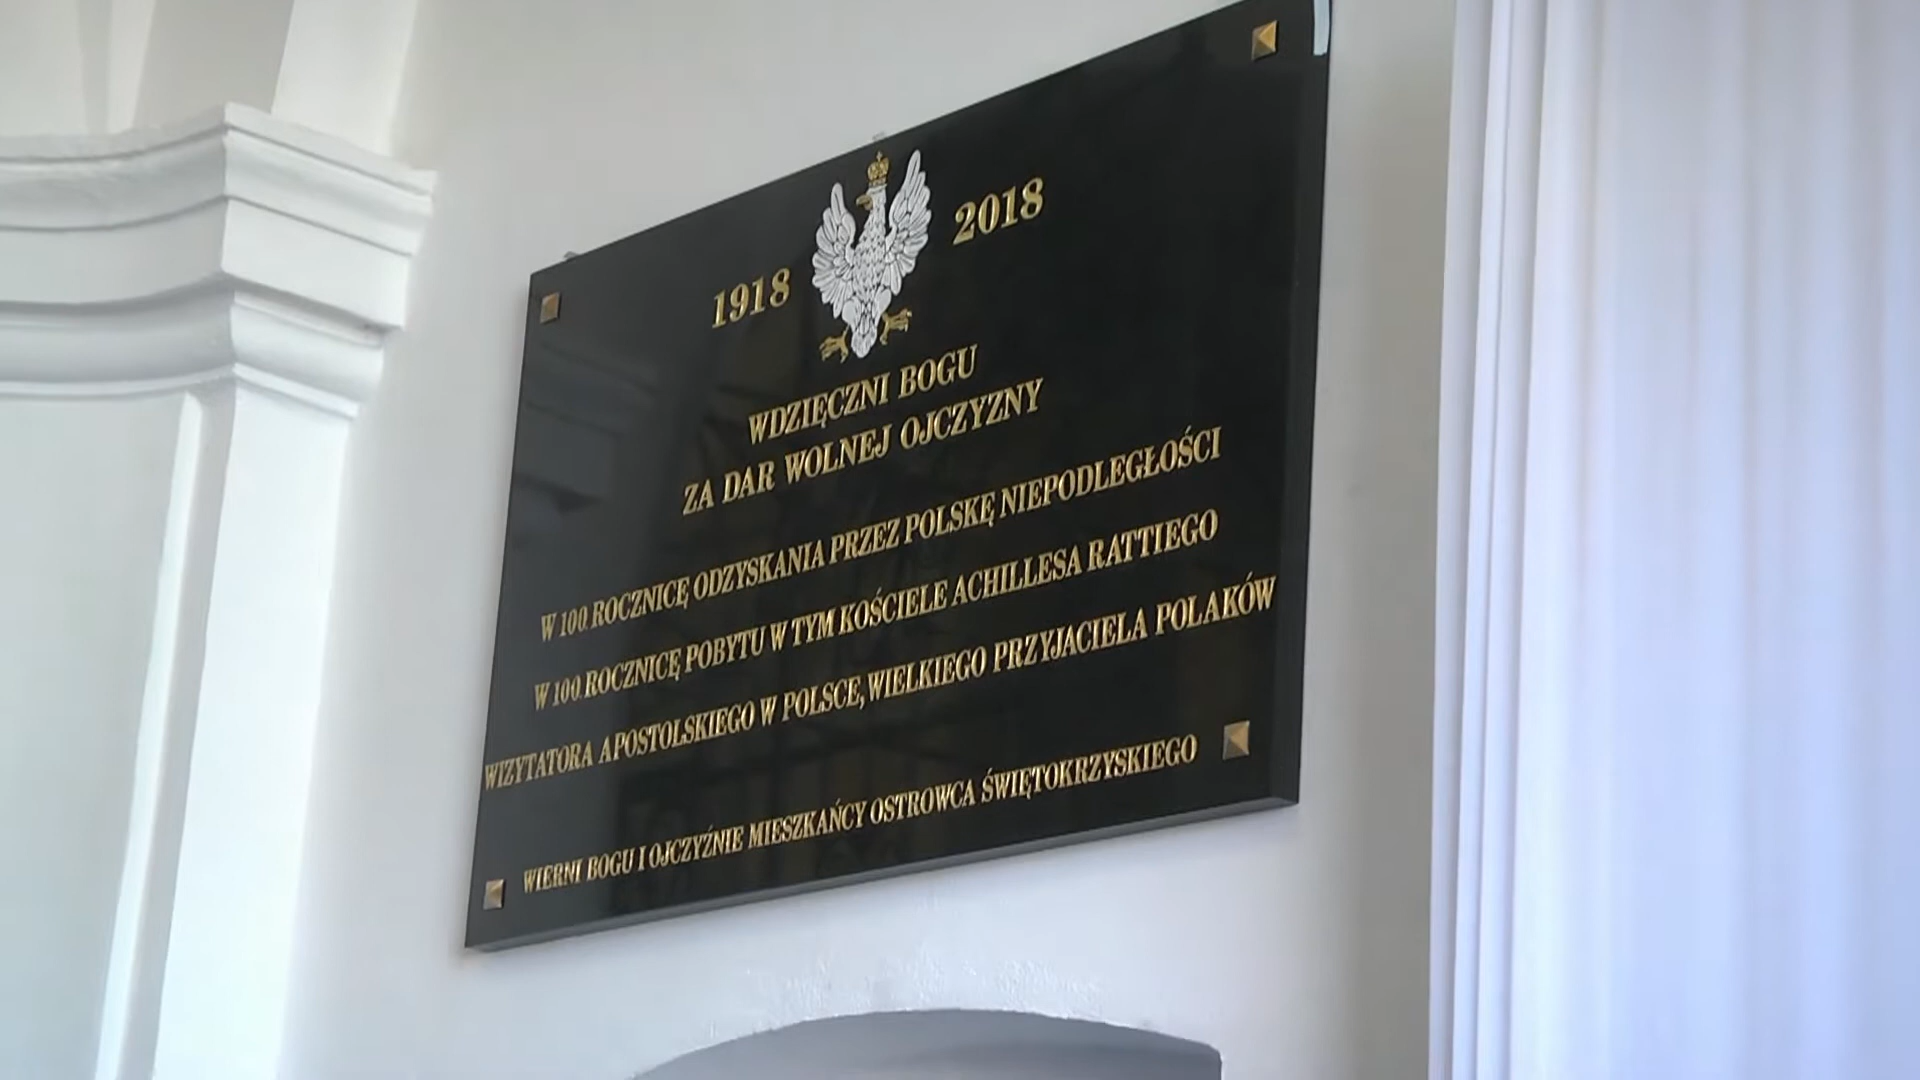 1918 2018
WDZIĘCZNI BOGU
ZA DAR WOLNEJ OJCZYZNY
W 100 ROCZNICĘ ODZYSKANIA PRZEZ POLSKĘ NIEPODLEGŁOŚCI
W 100 ROCZNICĘ POBYTU W TYM KOŚCIELE ACHILLESA RATTIEGO
WIZYTATORA APOSTOLSKIEGO W POLSCE, WIELKIEGO PRZYJACIELA POLAKÓW
WIERNI BOGU I OJCZYŹNIE MIESZKAŃCY OSTROWCA ŚWIĘTOKRZYSKIEGO